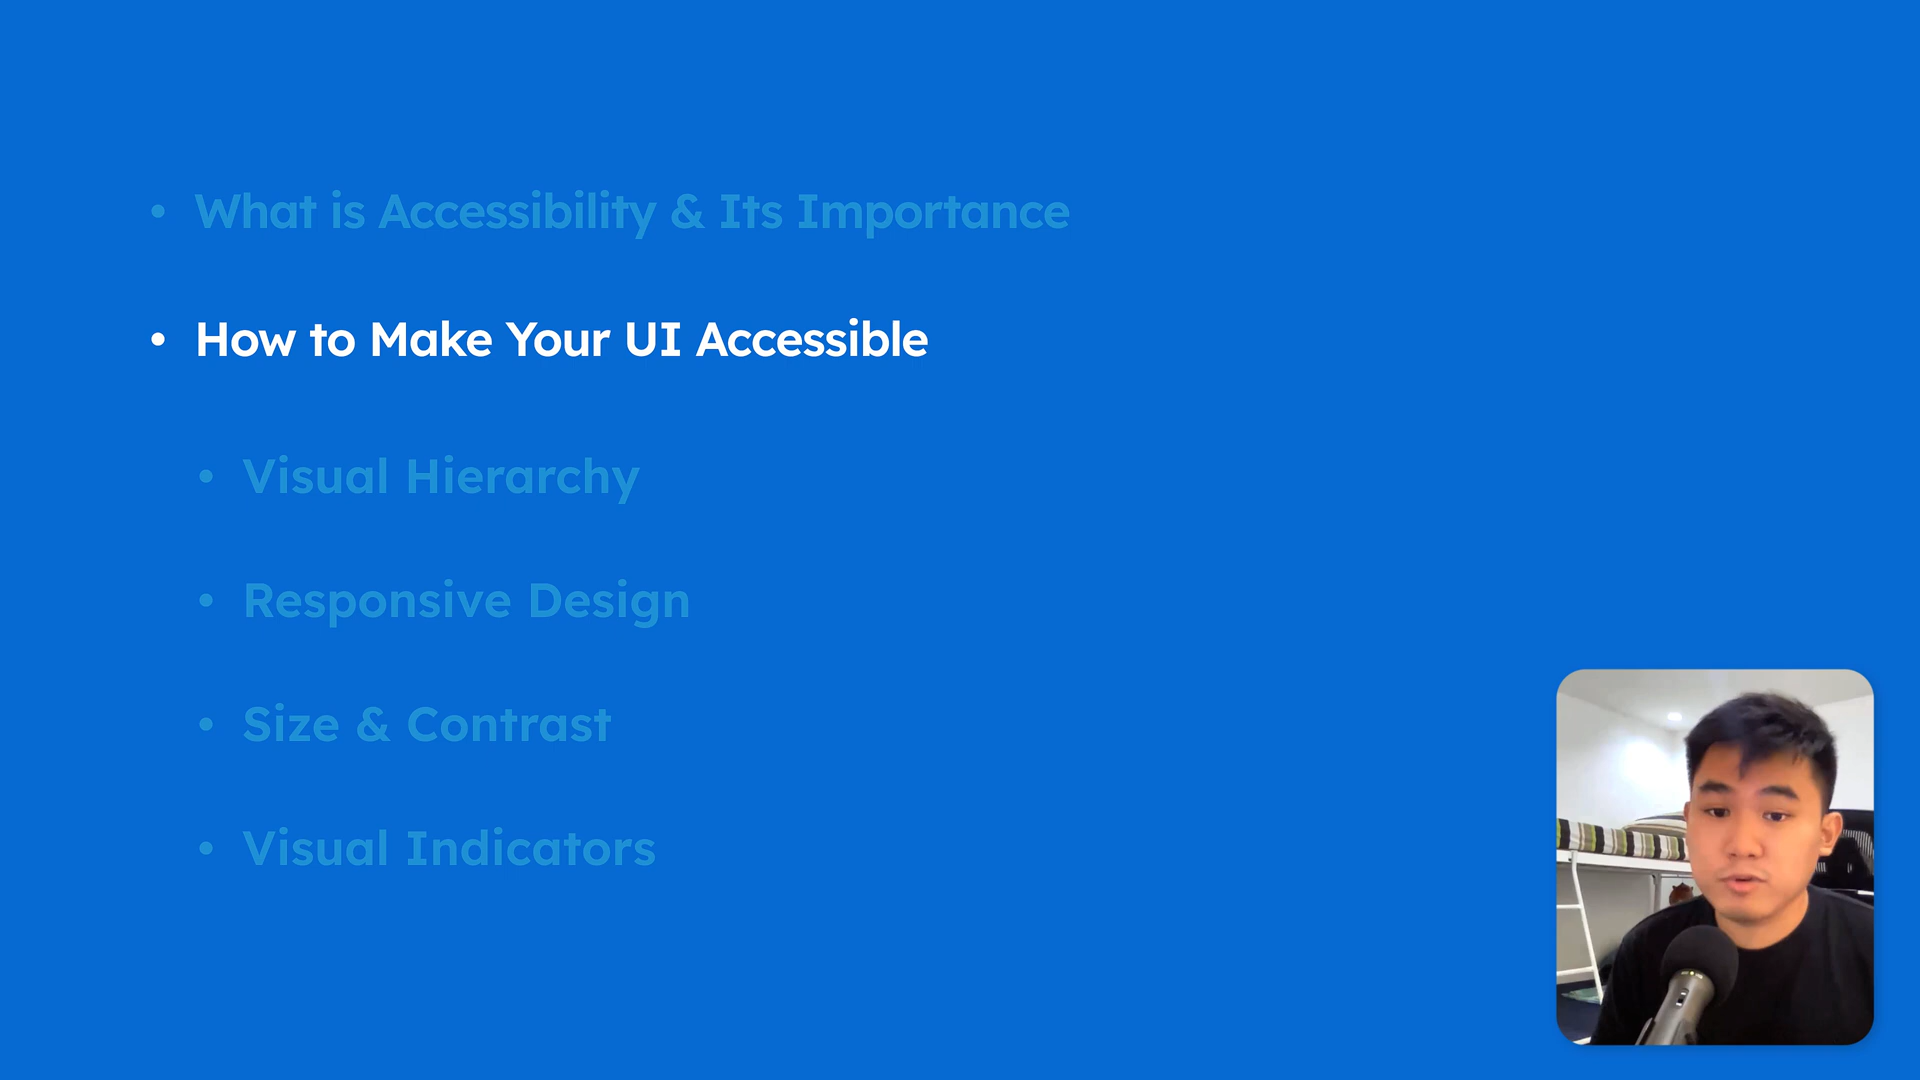 • What is Accessibility & Its Importance
• How to Make Your UI Accessible
• Visual Hierarchy
• Responsive Design
• Size & Contrast
• Visual Indicators